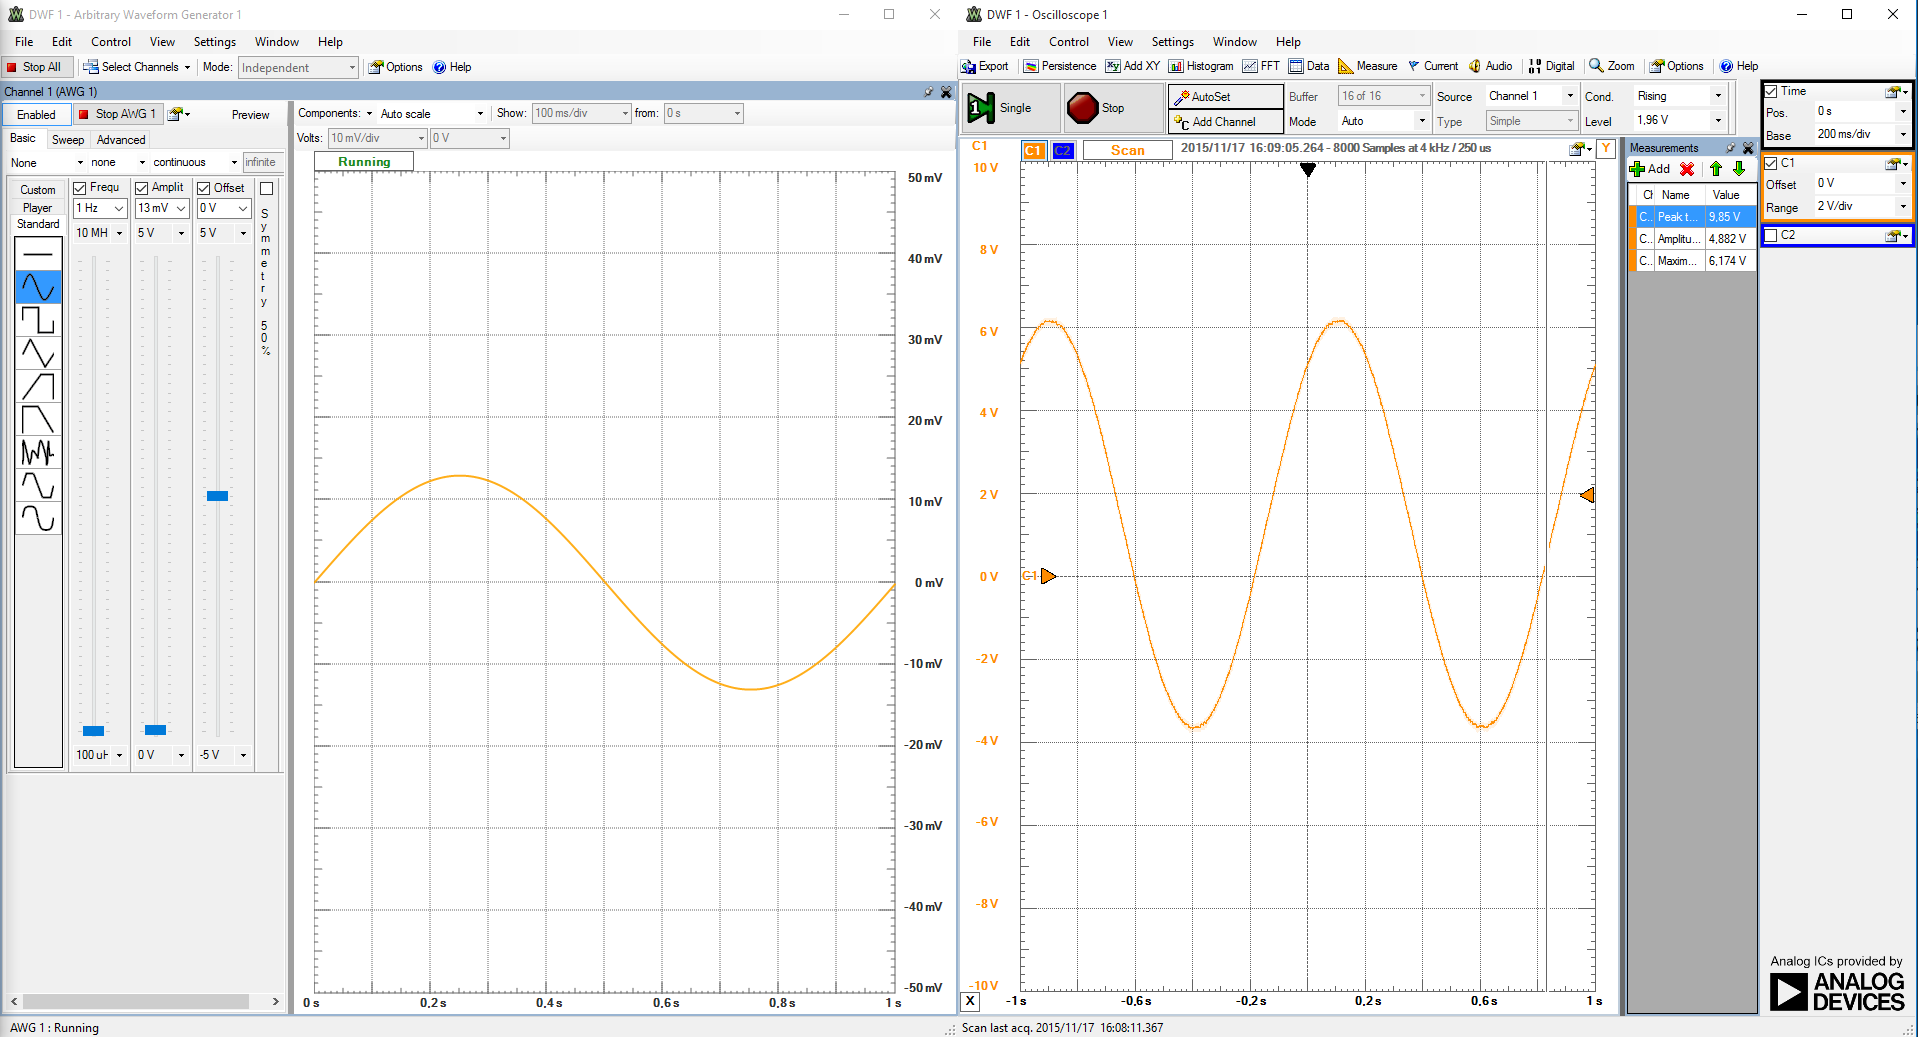 DWF 1 - Arbitrary Waveform Generator 1
File Edit Control View Settings Window Help
Stop All Select Channels Mode: Independent Options Help
Channel 1 (AWG 1)
Enabled Stop AWG 1 Preview
Basic Sweep Advanced
None none continuous infinite
Custom
Player
Standard
Frequ Amplit Offset
1 Hz 13 mV 0 V
10 MH 5 V 5 V
Symmetry 50%
100 uH 0 V -5 V
Components: Auto scale Show: 100 ms/div from: 0 s
Volts: 10 mV/div 0 V
Running
50 mV
40 mV
30 mV
20 mV
10 mV
0 mV
-10 mV
-20 mV
-30 mV
-40 mV
-50 mV
0 s 0,2 s 0,4 s 0,6 s 0,8 s 1 s
AWG 1 : Running
DWF 1 - Oscilloscope 1
File Edit Control View Settings Window Help
Export Persistence Add XY Histogram FFT Data Measure Current Audio Digital Zoom Options Help
Single Stop AutoSet Buffer 16 of 16 Source Channel 1 Cond. Rising
Add Channel Mode Auto Type Simple Level 1,96 V
C1 C1 C2 Scan 2015/11/17 16:09:05.264 - 8000 Samples at 4 kHz / 250 us Y
10 V
8 V
6 V
4 V
2 V
0 V
-2 V
-4 V
-6 V
-8 V
-10 V
C1
X -1 s -0,6 s -0,2 s 0,2 s 0,6 s 1 s
Scan last acq. 2015/11/17 16:08:11.367
Measurements
Add
Cl Name Value
C.. Peak t... 9,85 V
C.. Amplitu... 4,882 V
C.. Maxim... 6,174 V
Time
Pos. 0 s
Base 200 ms/div
C1
Offset 0 V
Range 2 V/div
C2
Analog ICs provided by
ANALOG
DEVICES